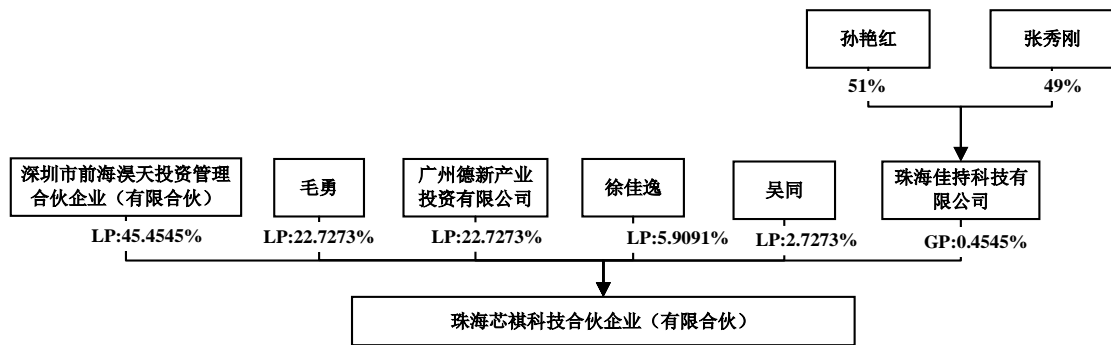 孙艳红
张秀刚
51%
49%
深圳市前海淏天投资管理
合伙企业（有限合伙）
毛勇
广州德新产业
投资有限公司
徐佳逸
吴同
珠海佳持科技有
限公司
LP:45.4545%
LP:22.7273%
LP:22.7273%
LP:5.9091%
LP:2.7273%
GP:0.4545%
珠海芯祺科技合伙企业（有限合伙）